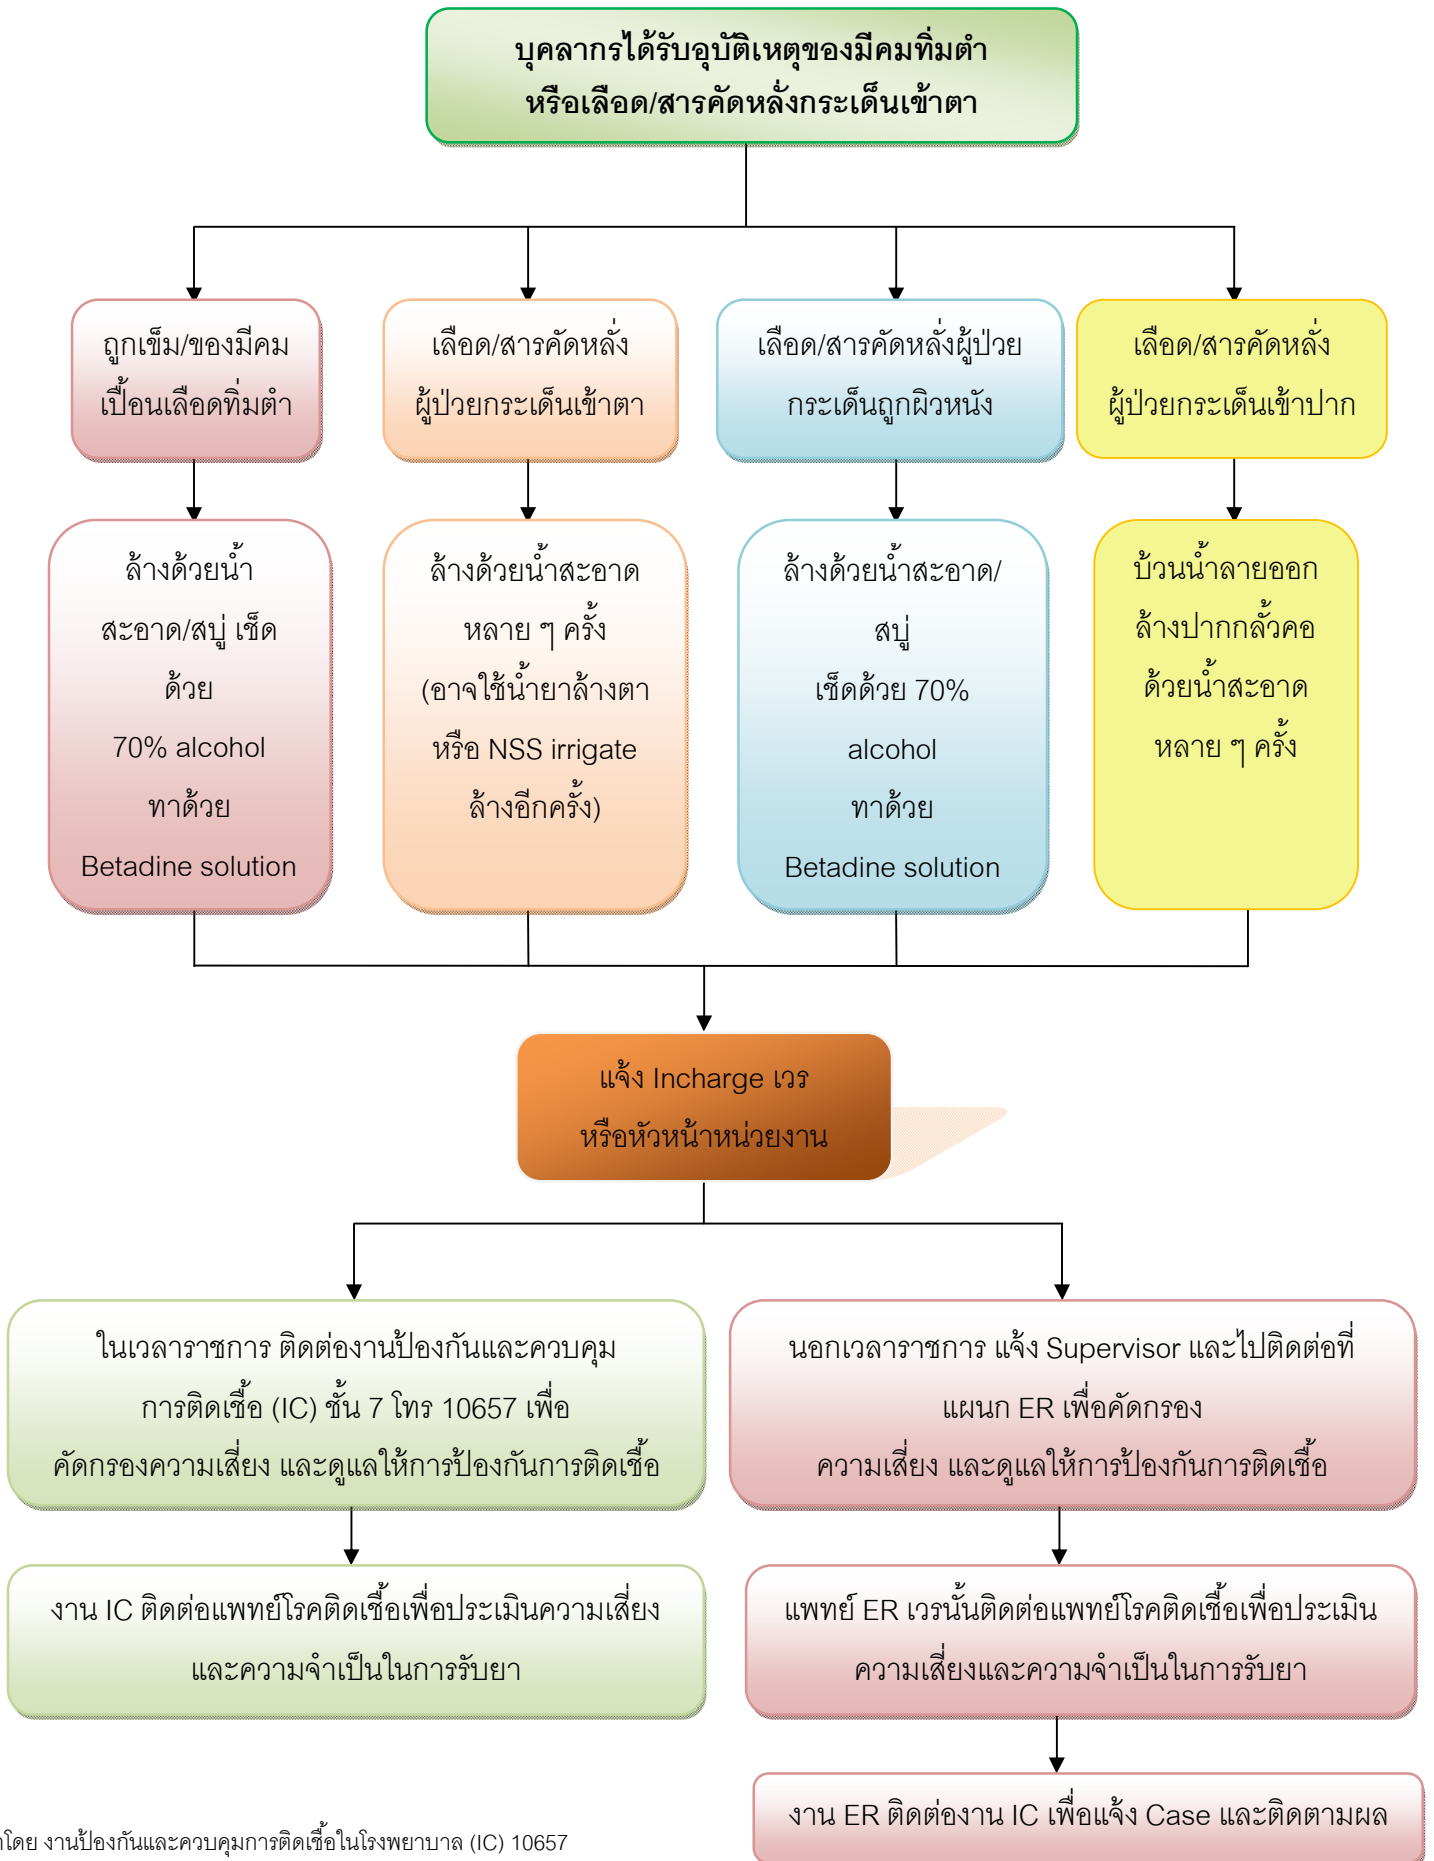 บุคลากรได้รับอุบัติเหตุของมีคมทิ่มตำ
หรือเลือด/สารคัดหลั่งกระเด็นเข้าตา
ถูกเข็ม/ของมีคม
เปื้อนเลือดทิ่มตำ
เลือด/สารคัดหลั่ง
ผู้ป่วยกระเด็นเข้าตา
เลือด/สารคัดหลั่งผู้ป่วย
กระเด็นถูกผิวหนัง
เลือด/สารคัดหลั่ง
ผู้ป่วยกระเด็นเข้าปาก
ล้างด้วยน้ำ
สะอาด/สบู่ เช็ด
ด้วย
70% alcohol
ทาด้วย
Betadine solution
ล้างด้วยน้ำสะอาด
หลาย ๆ ครั้ง
(อาจใช้น้ำยาล้างตา
หรือ NSS irrigate
ล้างอีกครั้ง)
ล้างด้วยน้ำสะอาด/
สบู่
เช็ดด้วย 70%
alcohol
ทาด้วย
Betadine solution
บ้วนน้ำลายออก
ล้างปากกลั้วคอ
ด้วยน้ำสะอาด
หลาย ๆ ครั้ง
แจ้ง Incharge เวร
หรือหัวหน้าหน่วยงาน
ในเวลาราชการ ติดต่องานป้องกันและควบคุม
การติดเชื้อ (IC) ชั้น 7 โทร 10657 เพื่อ
คัดกรองความเสี่ยง และดูแลให้การป้องกันการติดเชื้อ
นอกเวลาราชการ แจ้ง Supervisor และไปติดต่อที่
แผนก ER เพื่อคัดกรอง
ความเสี่ยง และดูแลให้การป้องกันการติดเชื้อ
งาน IC ติดต่อแพทย์โรคติดเชื้อเพื่อประเมินความเสี่ยง
และความจำเป็นในการรับยา
แพทย์ ER เวรนั้นติดต่อแพทย์โรคติดเชื้อเพื่อประเมิน
ความเสี่ยงและความจำเป็นในการรับยา
งาน ER ติดต่องาน IC เพื่อแจ้ง Case และติดตามผล
โดย งานป้องกันและควบคุมการติดเชื้อในโรงพยาบาล (IC) 10657